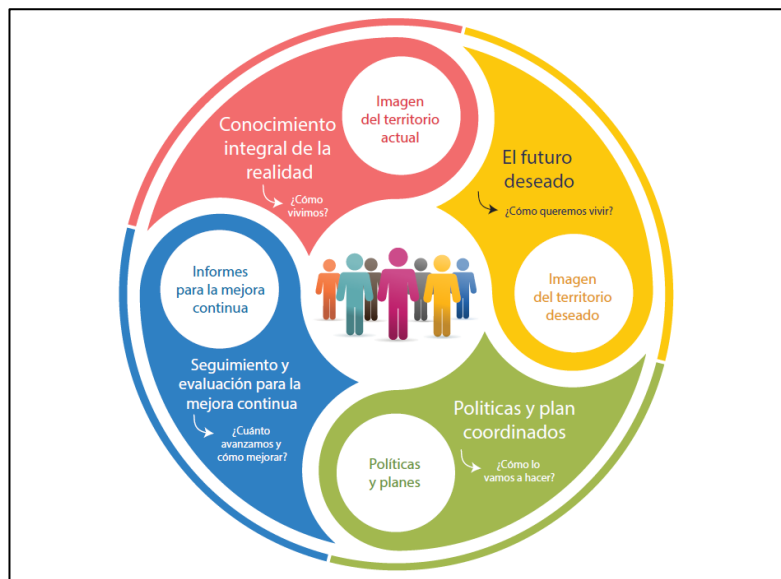 Conocimiento
integral de la
realidad
¿Cómo
vivimos?
Imagen
del territorio
actual
El futuro
deseado
¿Cómo queremos vivir?
Imagen
del territorio
deseado
Politicas y plan
coordinados
¿Cómo lo
vamos a hacer?
Políticas
y planes
Seguimiento y
evaluación para la
mejora continua
¿Cuánto
avanzamos y
cómo mejorar?
Informes
para la mejora
continua